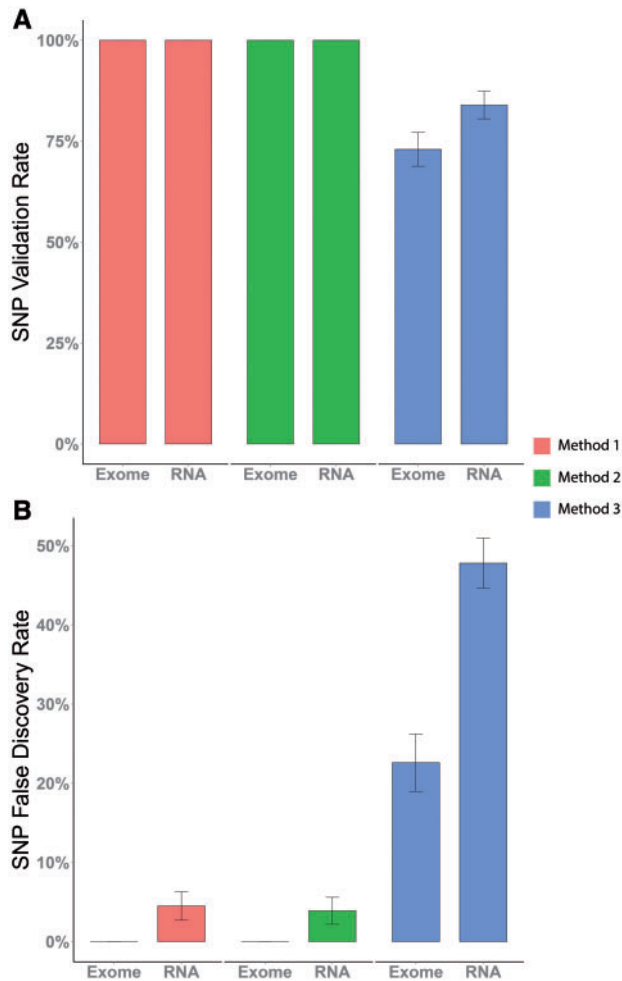 A
SNP Validation Rate
100%
75%
50%
25%
0%
Exome RNA Exome RNA Exome RNA
Method 1
Method 2
Method 3
B
SNP False Discovery Rate
50%
40%
30%
20%
10%
0%
Exome RNA Exome RNA Exome RNA